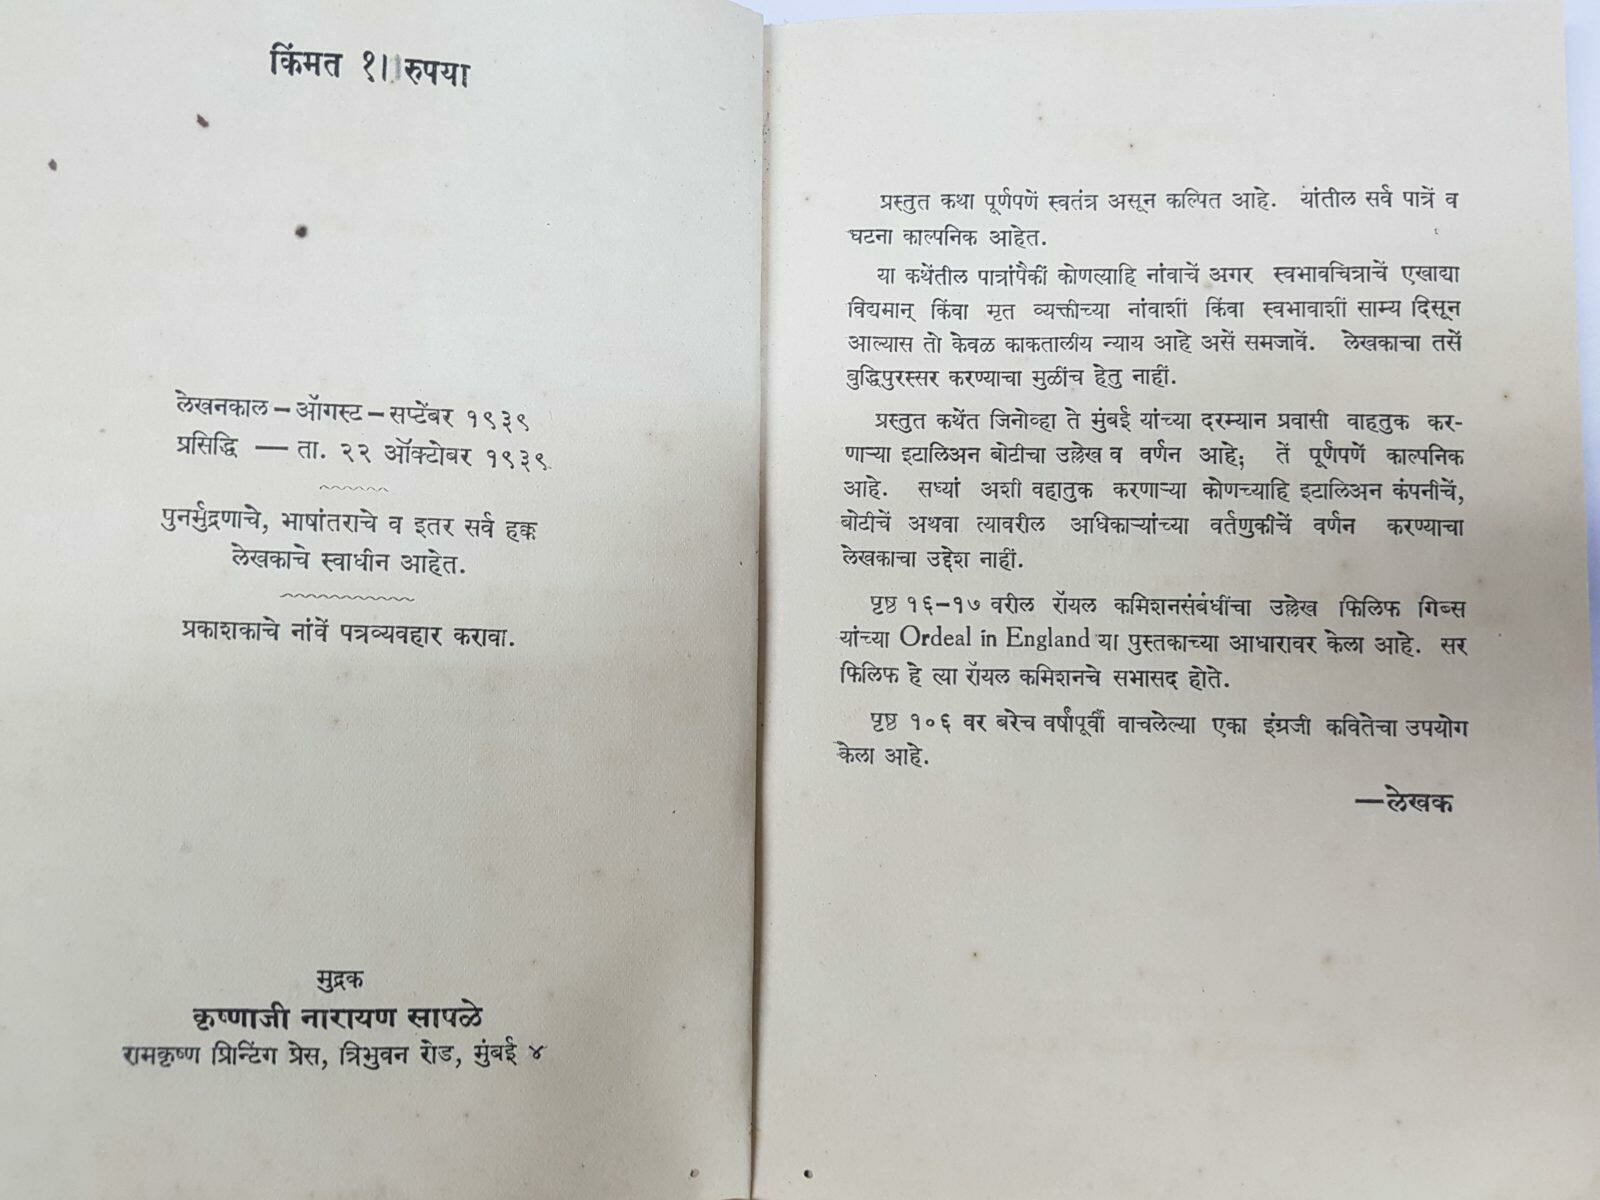 किंमत १। रुपया
लेखनकाल – ऑगस्ट – सप्टेंबर १९३९
प्रसिद्धि — ता. २२ ऑक्टोबर १९३९
पुनर्मुद्रणाचे, भाषांतराचे व इतर सर्व हक्क
लेखकाचे स्वाधीन आहेत.
प्रकाशकाचे नांवें पत्रव्यवहार करावा.
मुद्रक
कृष्णाजी नारायण सापळे
रामकृष्ण प्रिन्टिंग प्रेस, त्रिभुवन रोड, मुंबई ४
प्रस्तुत कथा पूर्णपणें स्वतंत्र असून कल्पित आहे. यांतील सर्व पात्रें व
घटना काल्पनिक आहेत.
या कथेंतील पात्रांपैकीं कोणत्याहि नांवाचें अगर स्वभावचित्राचें एखाद्या
विद्यमान् किंवा मृत व्यक्तीच्या नांवाशीं किंवा स्वभावाशीं साम्य दिसून
आल्यास तो केवळ काकतालीय न्याय आहे असें समजावें. लेखकाचा तसें
बुद्धिपुरस्सर करण्याचा मुळींच हेतु नाहीं.
प्रस्तुत कथेंत जिनोव्हा ते मुंबई यांच्या दरम्यान प्रवासी वाहतुक कर-
णाऱ्या इटालिअन बोटीचा उल्लेख व वर्णन आहे; तें पूर्णपणें काल्पनिक
आहे. सध्यां अशी वहातुक करणाऱ्या कोणच्याहि इटालिअन कंपनीचें,
बोटीचें अथवा त्यावरील अधिकाऱ्यांच्या वर्तणुकीचें वर्णन करण्याचा
लेखकाचा उद्देश नाहीं.
पृष्ठ १६–१७ वरील रॉयल कमिशनसंबंधींचा उल्लेख फिलिफ गिब्स
यांच्या Ordeal in England या पुस्तकाच्या आधारावर केला आहे. सर
फिलिफ हे त्या रॉयल कमिशनचे सभासद होते.
पृष्ठ १०६ वर बरेच वर्षांपूर्वीं वाचलेल्या एका इंग्रजी कवितेचा उपयोग
केला आहे.
—लेखक